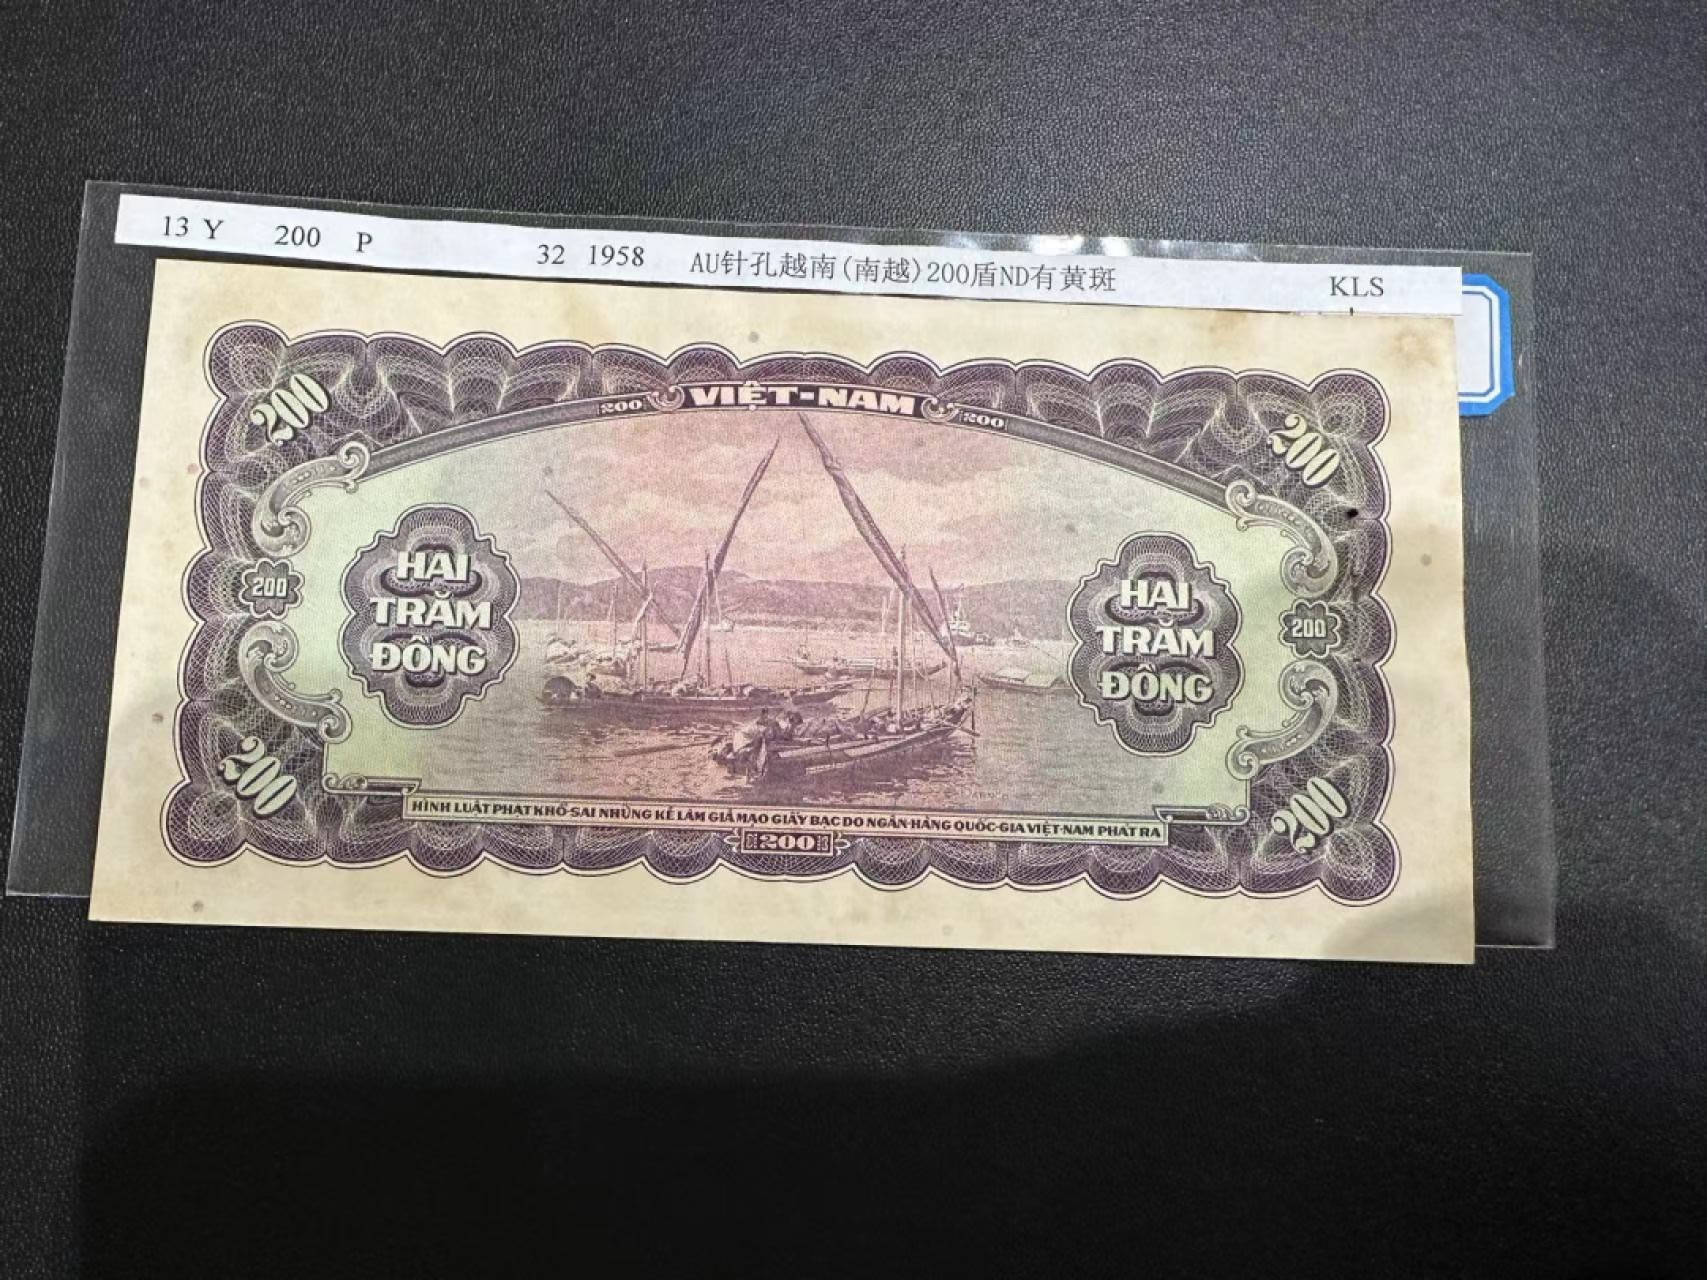 13 Y 200 P 32 1958 AU针孔越南(南越)200盾ND有黄斑 KLS
200 VIỆT-NAM 200
200 200
HAI
TRĂM
ĐỒNG
HAI
TRĂM
ĐỒNG
200 200
200 200
HÌNH LUẬT PHẠT KHỔ-SAI NHỮNG KẺ LÀM GIẢ MẠO GIẤY BẠC DO NGÂN-HÀNG QUỐC-GIA VIỆT-NAM PHÁT RA
200